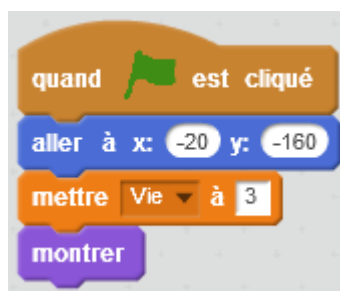 quand est cliqué
aller à x: -20 y: -160
mettre Vie à 3
montrer